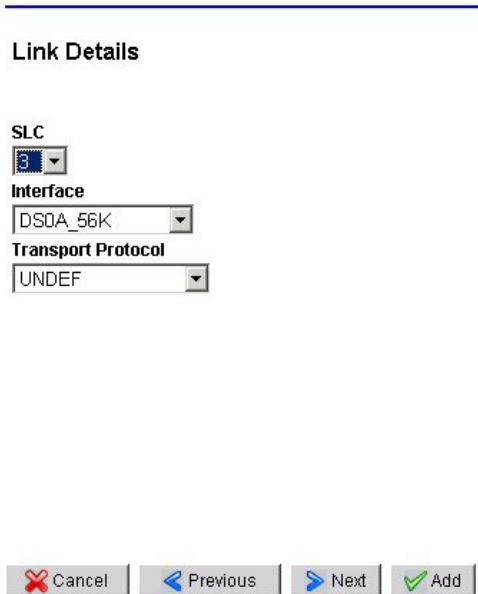 Link Details
SLC
3
Interface
DS0A_56K
Transport Protocol
UNDEF
Cancel Previous Next Add